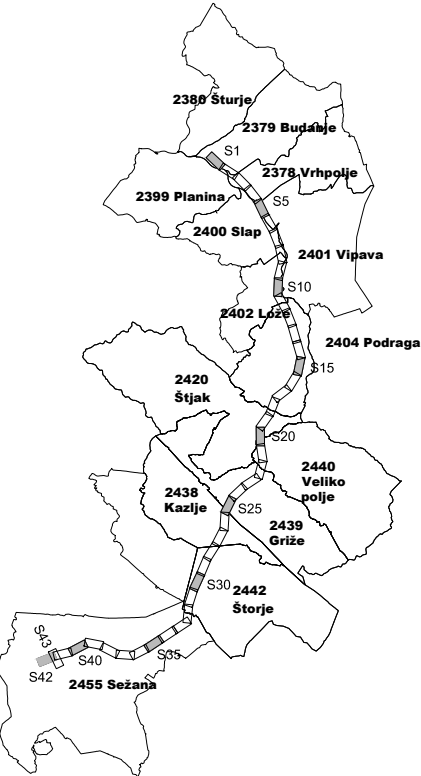 2380 Šturje
2379 Budanje
S1
2378 Vrhpolje
2399 Planina
S5
2400 Slap
2401 Vipava
S10
2402 Lože
2404 Podraga
S15
2420
Štjak
S20
2440
Veliko
polje
2438
Kazlje
S25
2439
Griže
S30
2442
Štorje
S43
S35
S40
S42
2455 Sežana